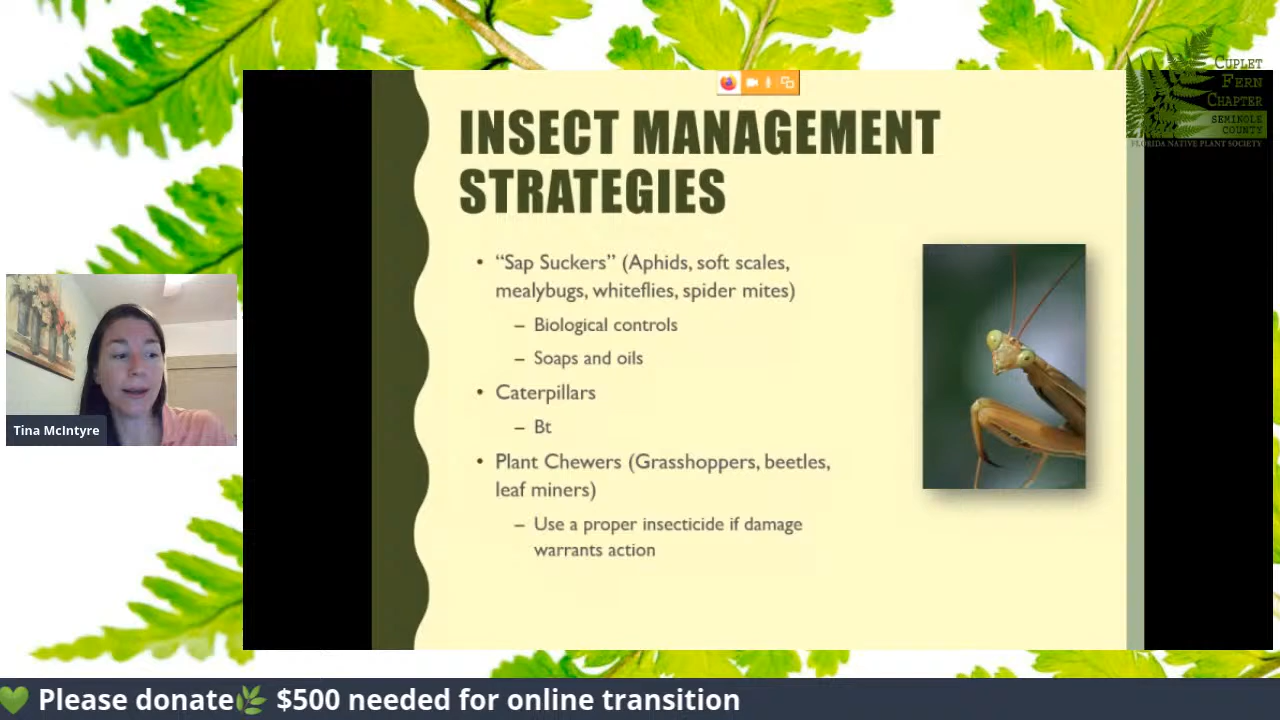 CUPLET
FERN
CHAPTER
SEMINOLE
COUNTY
FLORIDA NATIVE PLANT SOCIETY
INSECT MANAGEMENT
STRATEGIES
• “Sap Suckers” (Aphids, soft scales,
mealybugs, whiteflies, spider mites)
– Biological controls
– Soaps and oils
• Caterpillars
– Bt
• Plant Chewers (Grasshoppers, beetles,
leaf miners)
– Use a proper insecticide if damage
warrants action
Tina McIntyre
💚 Please donate🌿 $500 needed for online transition